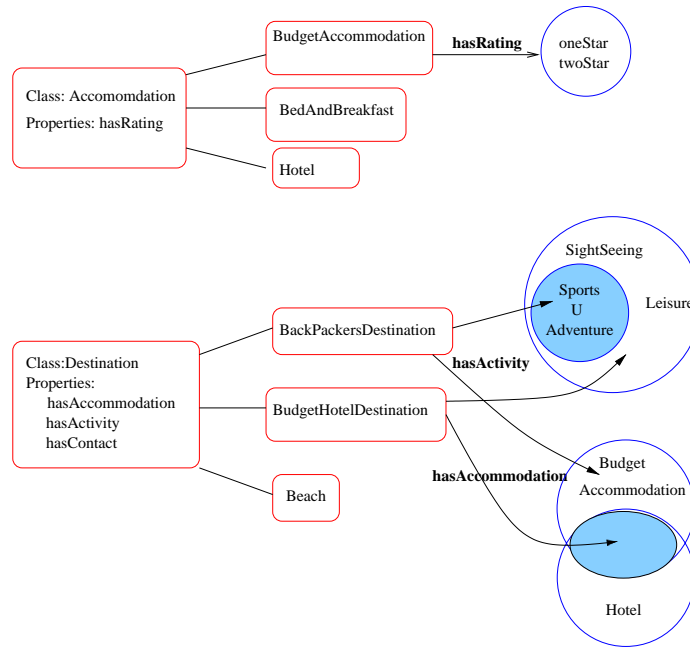 BudgetAccommodation
hasRating
oneStar
twoStar
Class: Accomomdation
Properties: hasRating
BedAndBreakfast
Hotel
SightSeeing
Sports
U
Adventure
Leisure
BackPackersDestination
hasActivity
Class:Destination
Properties:
hasAccommodation
hasActivity
hasContact
BudgetHotelDestination
hasAccommodation
Budget
Accommodation
Beach
Hotel